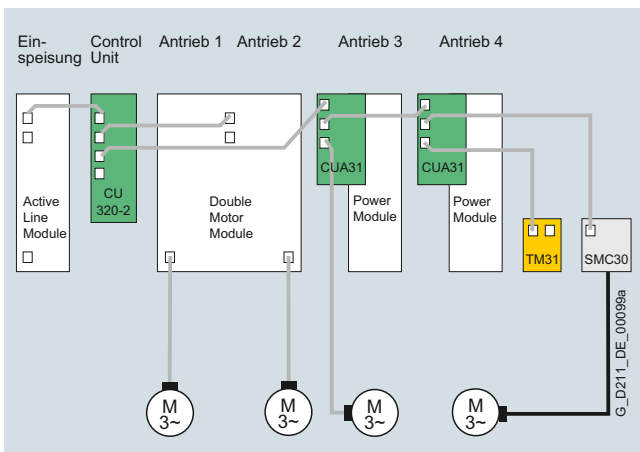 Ein-
speisung
Control
Unit
Antrieb 1
Antrieb 2
Antrieb 3
Antrieb 4
Active
Line
Module
CU
320-2
Double
Motor
Module
CUA31
Power
Module
CUA31
Power
Module
TM31
SMC30
M
3~
M
3~
M
3~
M
3~
G_D211_DE_00099a